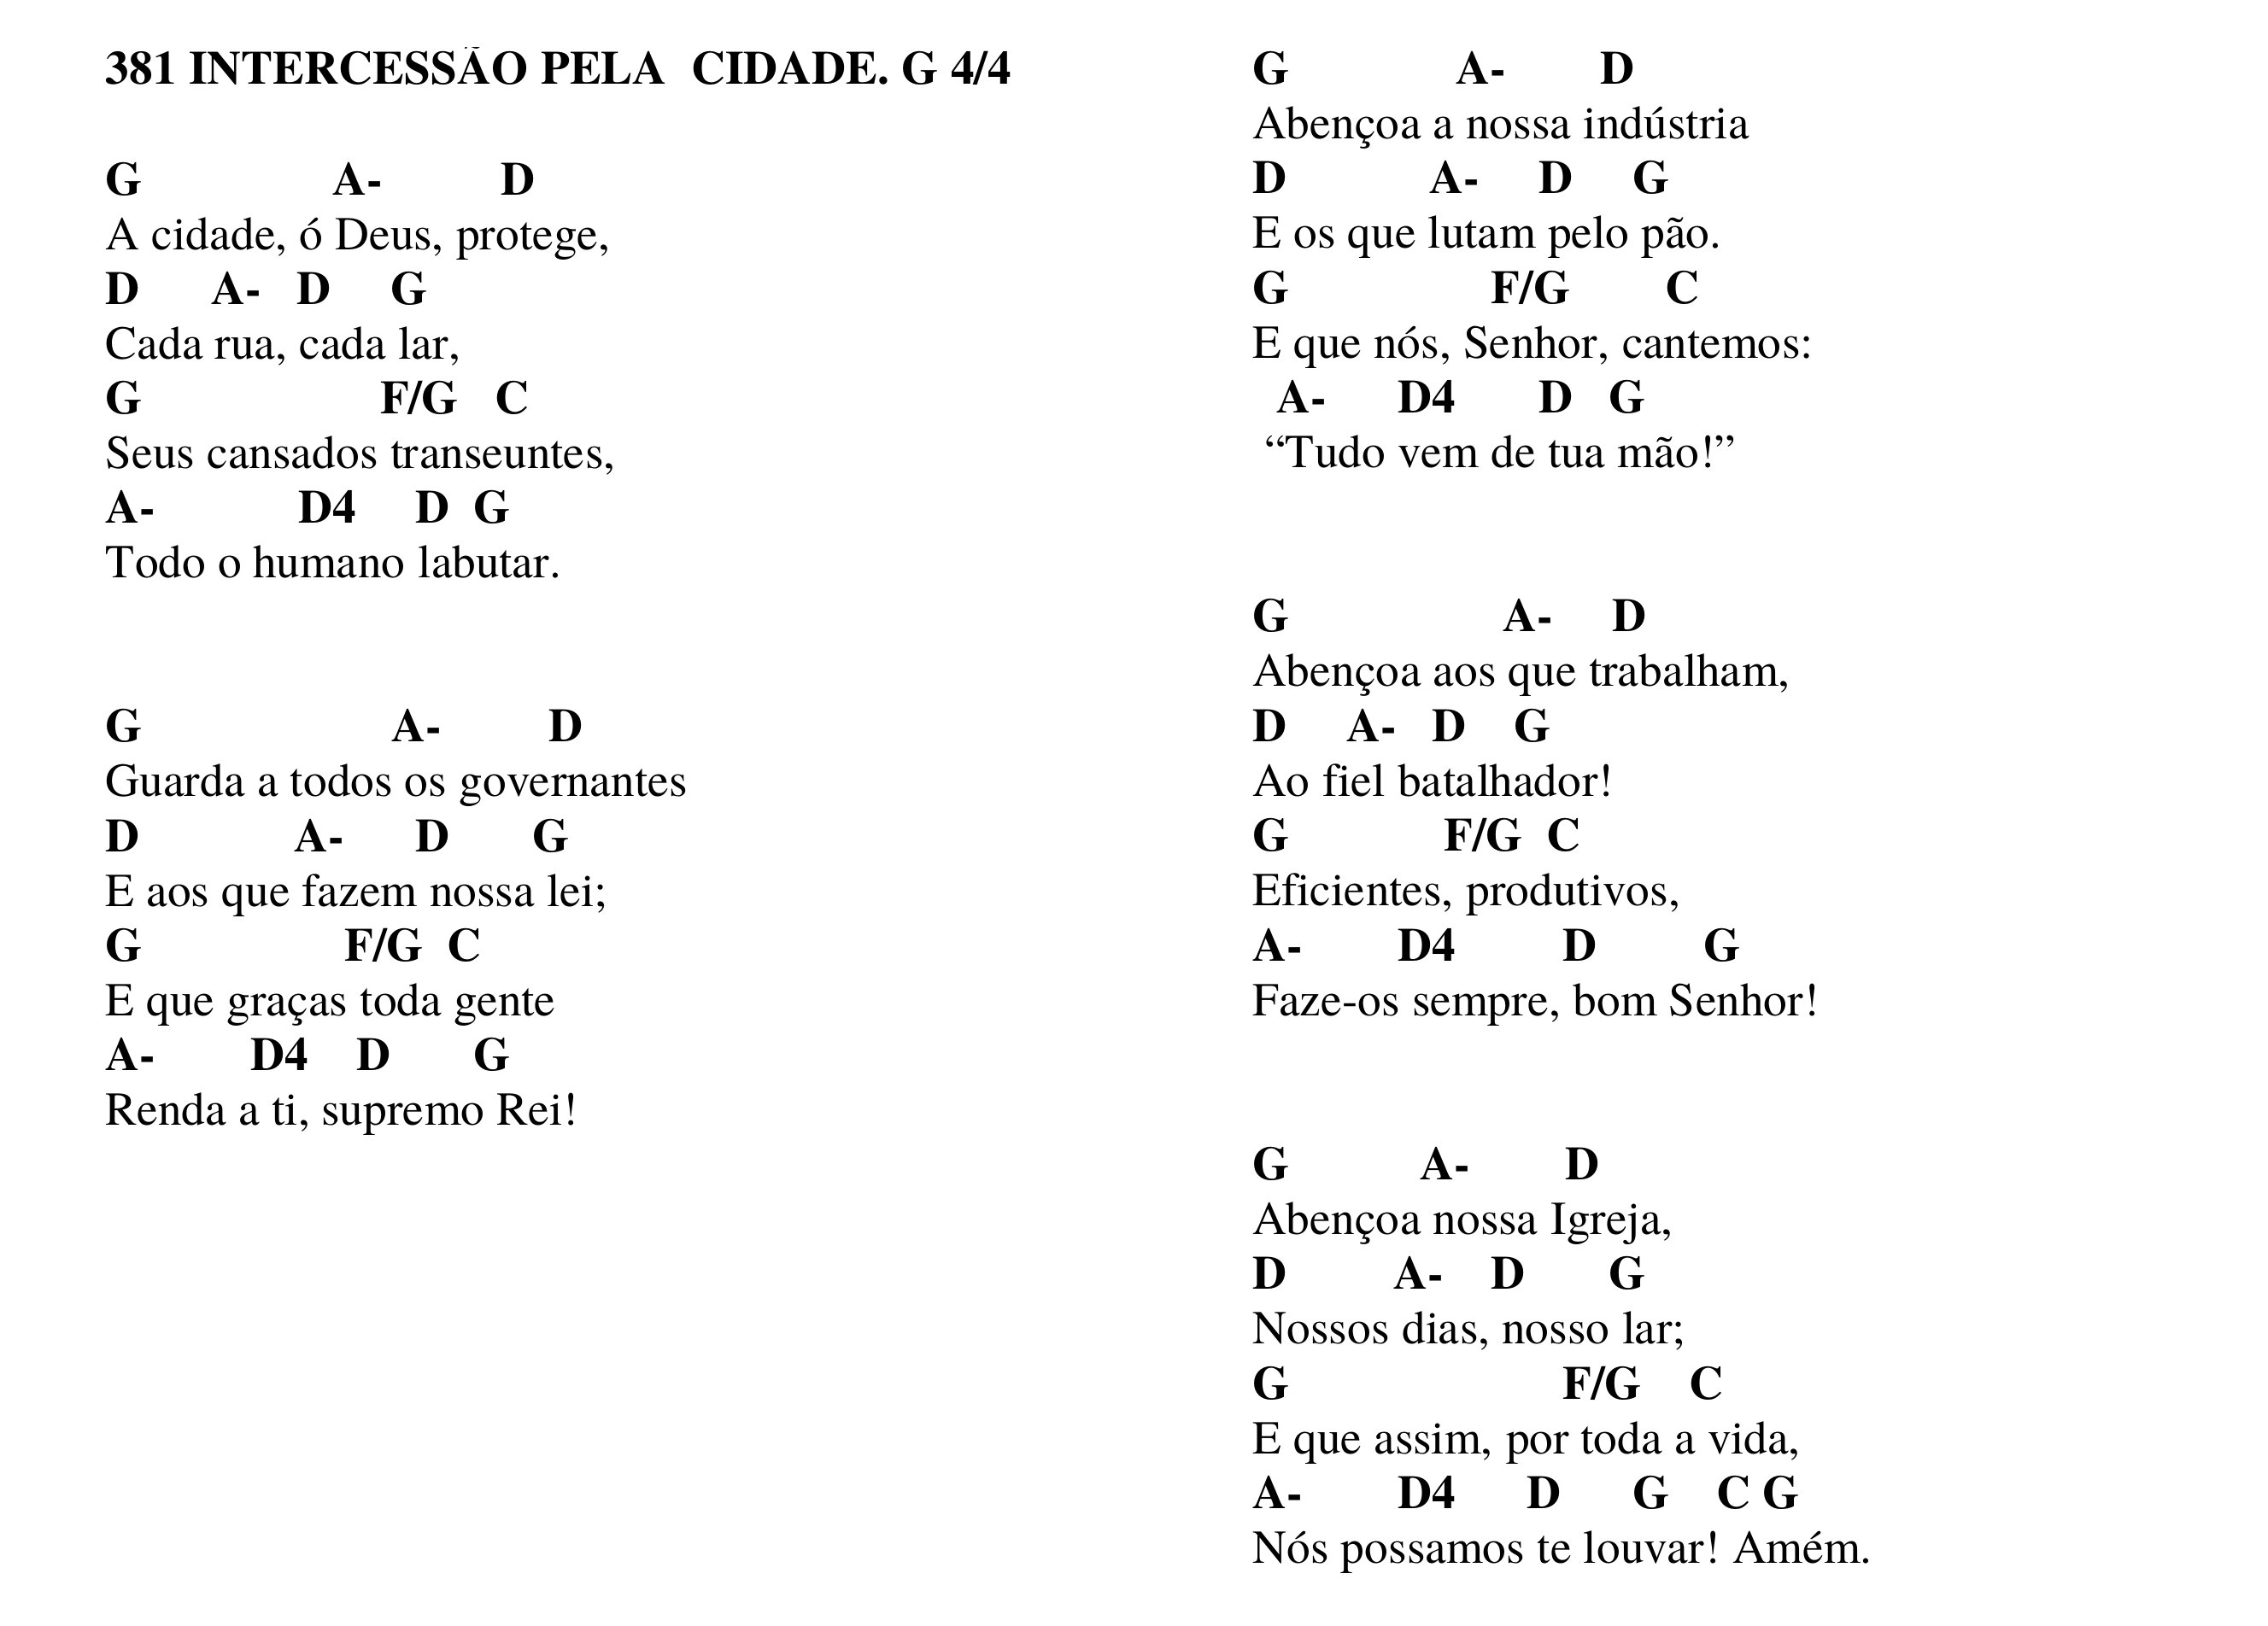 381 INTERCESSÃO PELA  CIDADE. G 4/4
G                A-          D
A cidade, ó Deus, protege,
D      A-   D     G
Cada rua, cada lar,
G                    F/G   C
Seus cansados transeuntes,
A-            D4     D  G
Todo o humano labutar.
G                     A-         D
Guarda a todos os governantes
D             A-      D       G
E aos que fazem nossa lei;
G                 F/G  C
E que graças toda gente
A-        D4    D       G
Renda a ti, supremo Rei!
G              A-        D
Abençoa a nossa indústria
D            A-     D     G
E os que lutam pelo pão.
G                 F/G        C
E que nós, Senhor, cantemos:
A-      D4       D   G
“Tudo vem de tua mão!”
G                  A-     D
Abençoa aos que trabalham,
D     A-   D    G
Ao fiel batalhador!
G             F/G  C
Eficientes, produtivos,
A-        D4         D         G
Faze-os sempre, bom Senhor!
G           A-        D
Abençoa nossa Igreja,
D         A-    D       G
Nossos dias, nosso lar;
G                       F/G    C
E que assim, por toda a vida,
A-        D4      D      G    C G
Nós possamos te louvar! Amém.